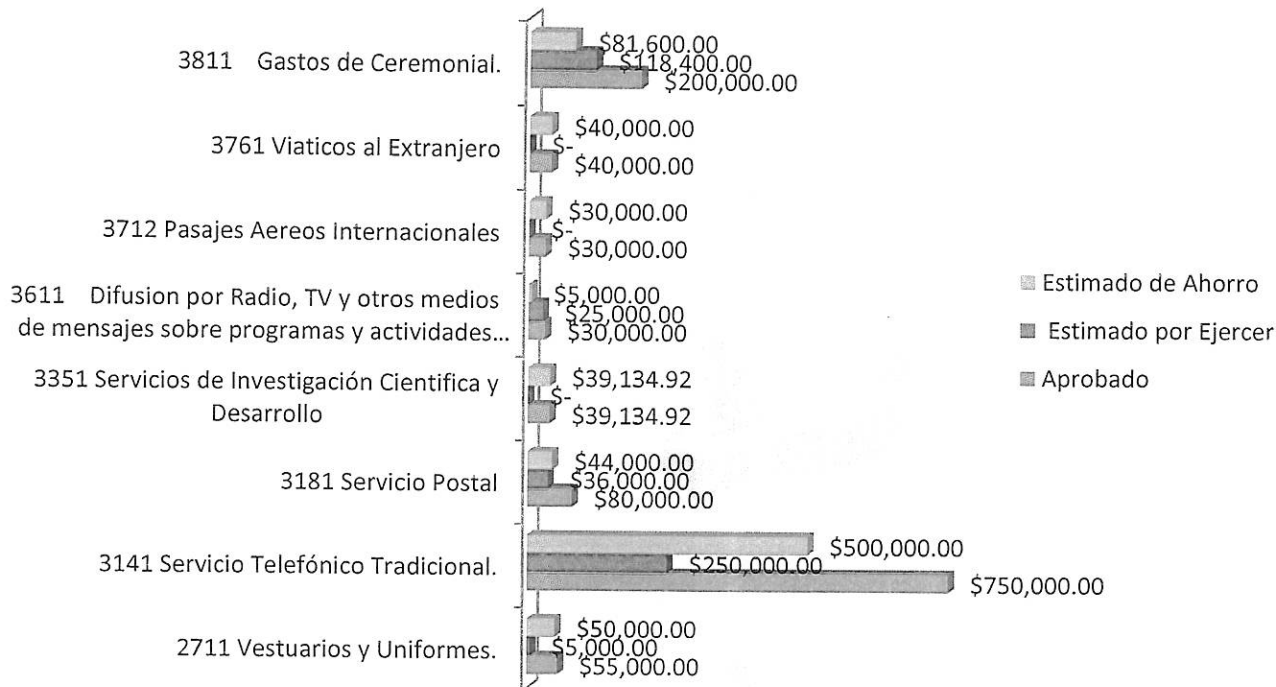 3811 Gastos de Ceremonial.
$81,600.00
$118,400.00
$200,000.00
3761 Viaticos al Extranjero
$40,000.00
$-
$40,000.00
3712 Pasajes Aereos Internacionales
$30,000.00
$-
$30,000.00
3611 Difusion por Radio, TV y otros medios
de mensajes sobre programas y actividades...
$5,000.00
$25,000.00
$30,000.00
3351 Servicios de Investigación Cientifica y
Desarrollo
$39,134.92
$-
$39,134.92
3181 Servicio Postal
$44,000.00
$36,000.00
$80,000.00
3141 Servicio Telefónico Tradicional.
$500,000.00
$250,000.00
$750,000.00
2711 Vestuarios y Uniformes.
$50,000.00
$5,000.00
$55,000.00
Estimado de Ahorro
Estimado por Ejercer
Aprobado